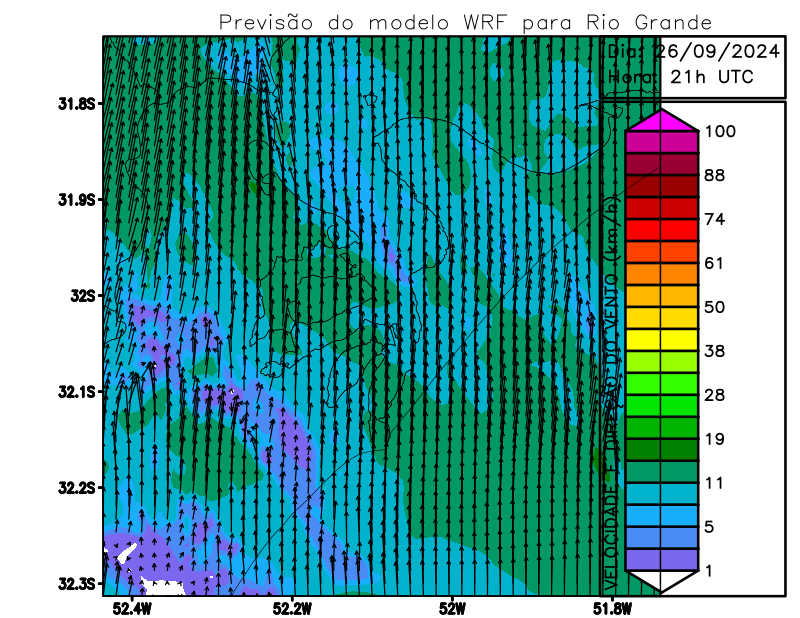 Previsão do modelo WRF para Rio Grande
Dia: 26/09/2024
Hora: 21h UTC
31.8S
31.9S
32S
32.1S
32.2S
32.3S
52.4W
52.2W
52W
51.8W
VELOCIDADE E DIREÇÃO DO VENTO (km/h)
100
88
74
61
50
38
28
19
11
5
1